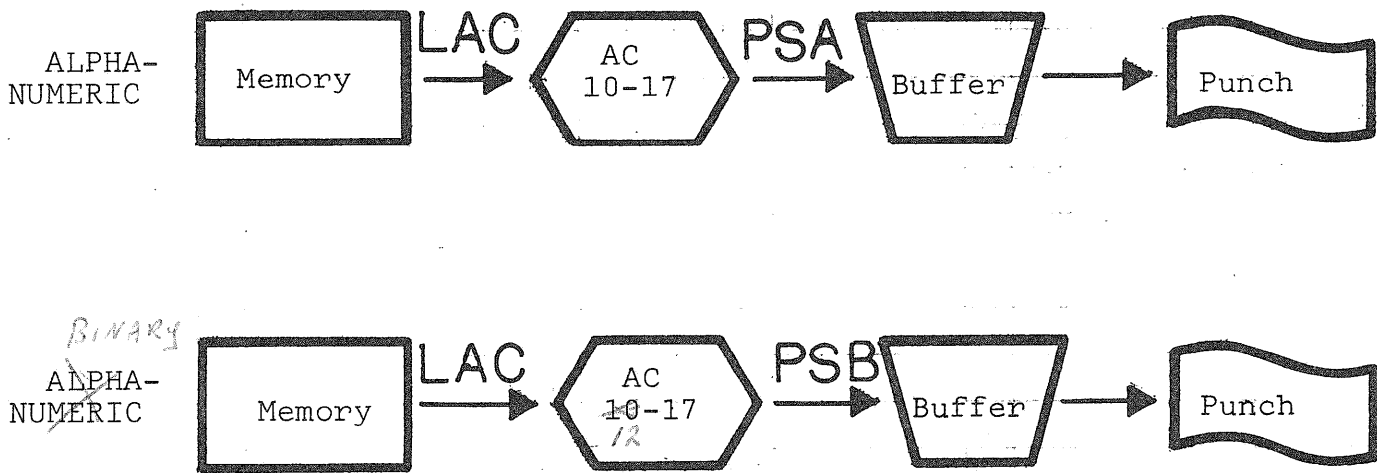 LAC
PSA
ALPHA-
NUMERIC
Memory
AC
10-17
Buffer
Punch
BINARY
LAC
PSB
ALPHA-
NUMERIC
Memory
AC
10-17
12
Buffer
Punch